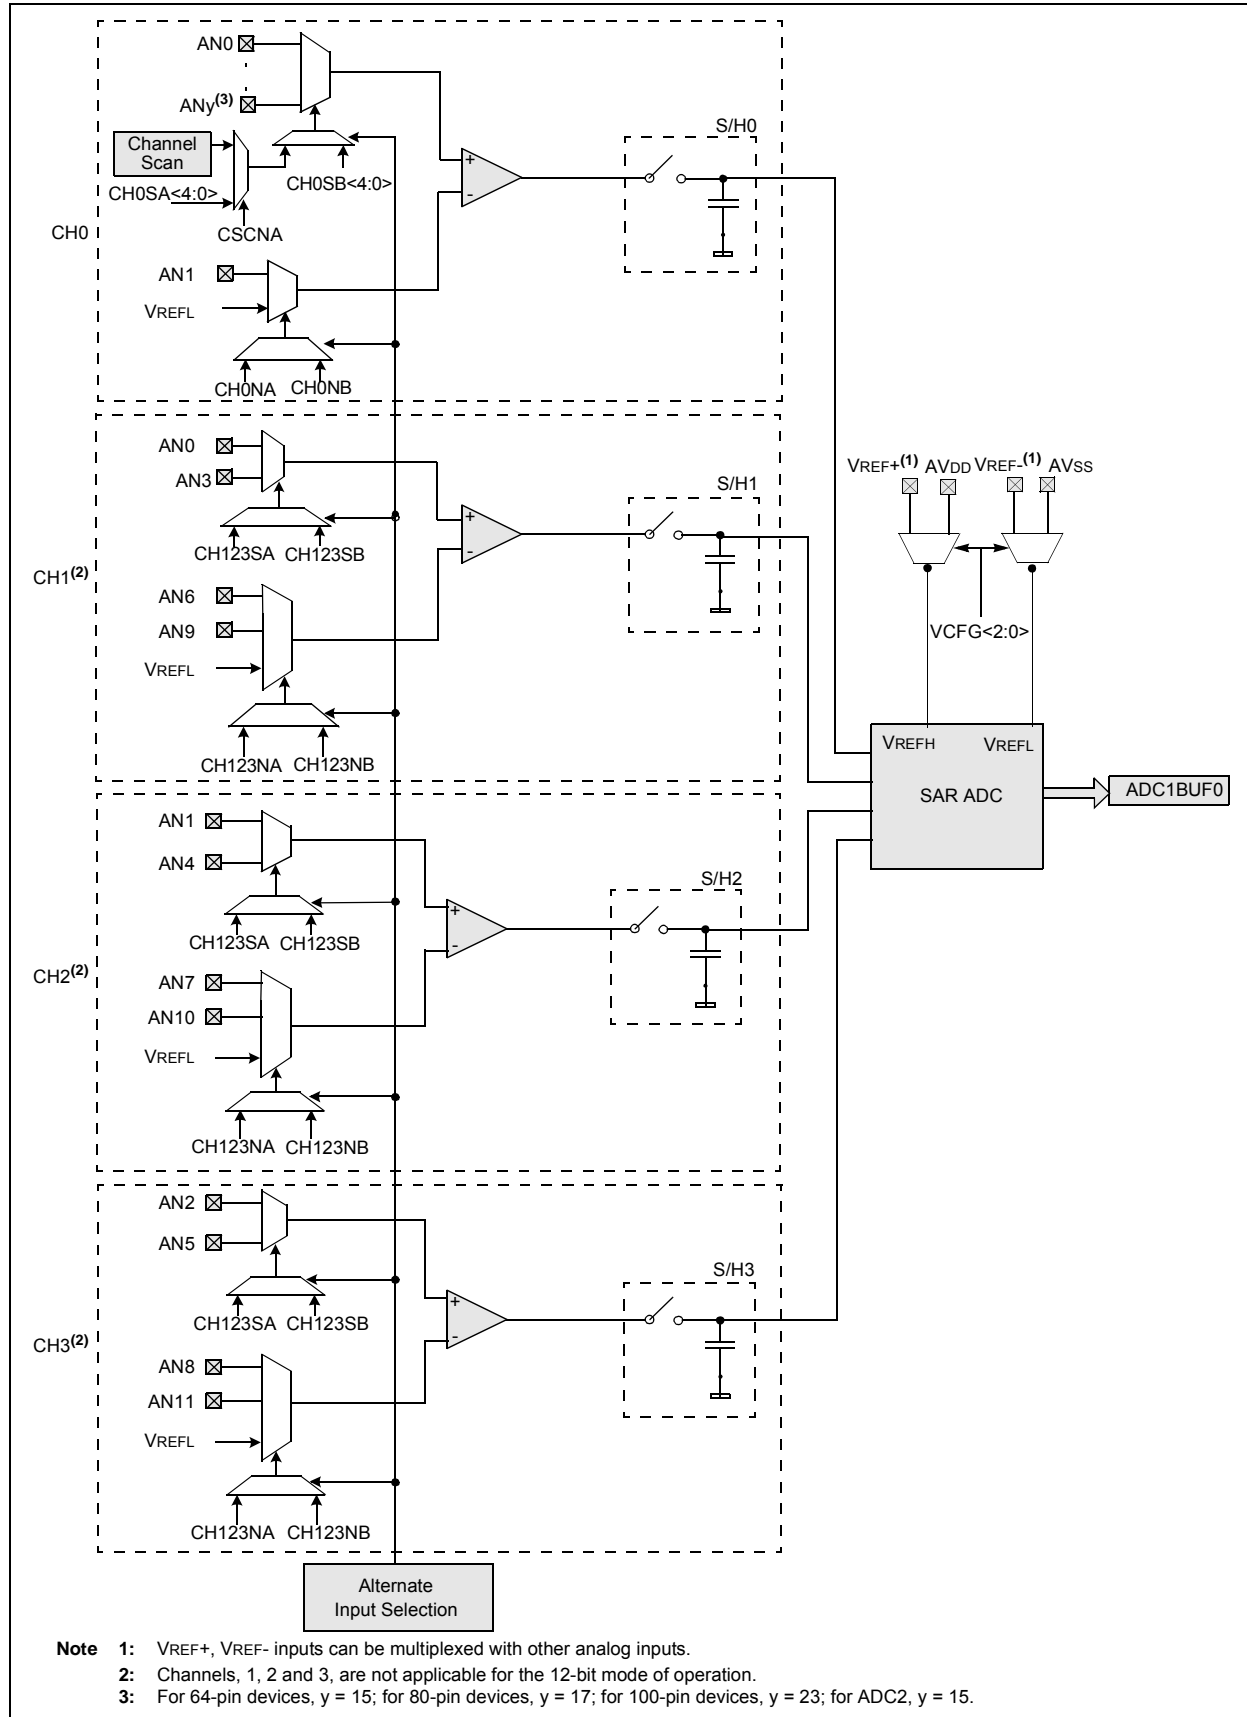 AN0
ANy(3)
Channel
Scan
CH0SA<4:0>
CH0SB<4:0>
CSCNA
CH0
AN1
VREFL
CH0NA CH0NB
+
-
S/H0
AN0
AN3
CH123SA CH123SB
CH1(2)
AN6
AN9
VREFL
CH123NA CH123NB
+
-
S/H1
VREF+(1) AVDD VREF-(1) AVSS
VCFG<2:0>
VREFH VREFL
SAR ADC
ADC1BUF0
AN1
AN4
CH123SA CH123SB
CH2(2)
AN7
AN10
VREFL
CH123NA CH123NB
+
-
S/H2
AN2
AN5
CH123SA CH123SB
CH3(2)
AN8
AN11
VREFL
CH123NA CH123NB
+
-
S/H3
Alternate
Input Selection
Note 1: VREF+, VREF- inputs can be multiplexed with other analog inputs.
2: Channels, 1, 2 and 3, are not applicable for the 12-bit mode of operation.
3: For 64-pin devices, y = 15; for 80-pin devices, y = 17; for 100-pin devices, y = 23; for ADC2, y = 15.